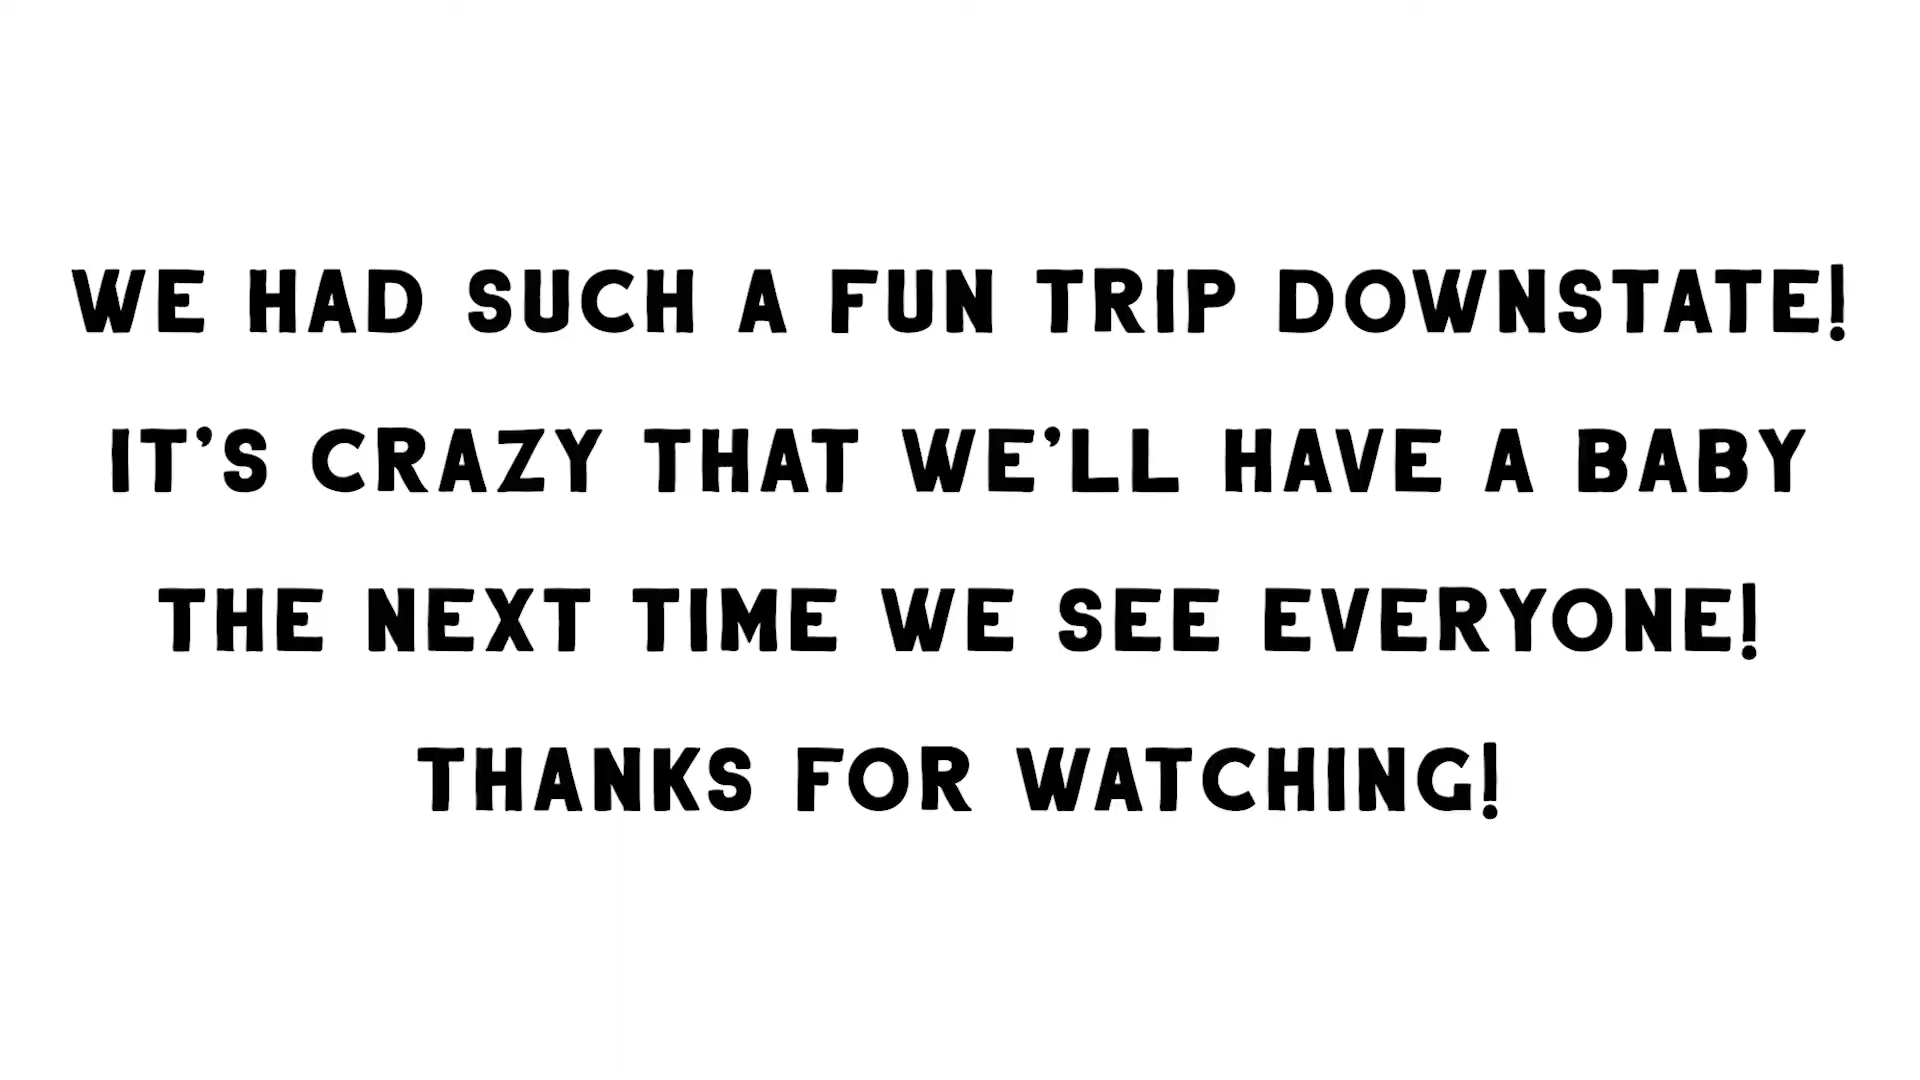 WE HAD SUCH A FUN TRIP DOWNSTATE!
IT'S CRAZY THAT WE'LL HAVE A BABY
THE NEXT TIME WE SEE EVERYONE!
THANKS FOR WATCHING!